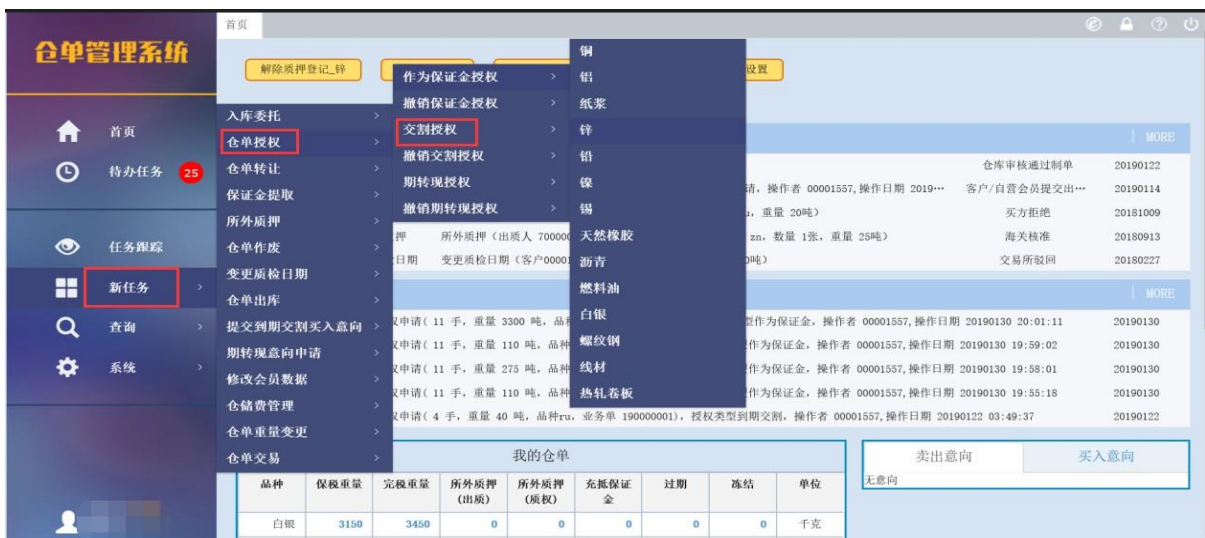 首页
仓单管理系统
首页
待办任务 25
任务跟踪
新任务
查询
系统
解除质押登记_锌
设置
入库委托
仓单授权
仓单转让
保证金提取
所外质押
仓单作废
变更质检日期
仓单出库
提交到期交割买入意向
期转现意向申请
修改会员数据
仓储费管理
仓单重量变更
仓单交易
作为保证金授权
撤销保证金授权
交割授权
撤销交割授权
期转现授权
撤销期转现授权
铜
铝
纸浆
锌
铅
镍
锡
天然橡胶
沥青
燃料油
白银
螺纹钢
线材
热轧卷板
MORE
仓库审核通过制单 20190122
请，操作者 00001557,操作日期 2019… 客户/自营会员提交出… 20190114
，重量 20吨） 买方拒绝 20181009
押 所外质押（出质人 70000 zn，数量 1张，重量 25吨） 海关核准 20180913
日期 变更质检日期（客户00001 吨） 交易所驳回 20180227
MORE
权申请( 11 手，重量 3300 吨，品种 型作为保证金，操作者 00001557,操作日期 20190130 20:01:11 20190130
权申请( 11 手，重量 110 吨，品种 作为保证金，操作者 00001557,操作日期 20190130 19:59:02 20190130
权申请( 11 手，重量 275 吨，品种 作为保证金，操作者 00001557,操作日期 20190130 19:58:01 20190130
权申请( 11 手，重量 110 吨，品种 作为保证金，操作者 00001557,操作日期 20190130 19:55:18 20190130
权申请( 4 手，重量 40 吨，品种ru，业务单 190000001)，授权类型到期交割，操作者 00001557,操作日期 20190122 03:49:37 20190122
我的仓单
品种 保税重量 完税重量 所外质押(出质) 所外质押(质权) 充抵保证金 过期 冻结 单位
白银 3150 3450 0 0 0 0 0 千克
卖出意向 买入意向
无意向